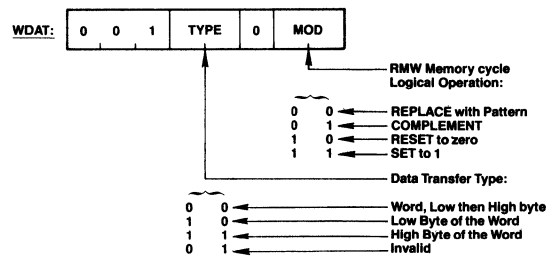 WDAT: 0 0 1 TYPE 0 MOD
RMW Memory cycle
Logical Operation:
0 0 REPLACE with Pattern
0 1 COMPLEMENT
1 0 RESET to zero
1 1 SET to 1
Data Transfer Type:
0 0 Word, Low then High byte
1 0 Low Byte of the Word
1 1 High Byte of the Word
0 1 Invalid